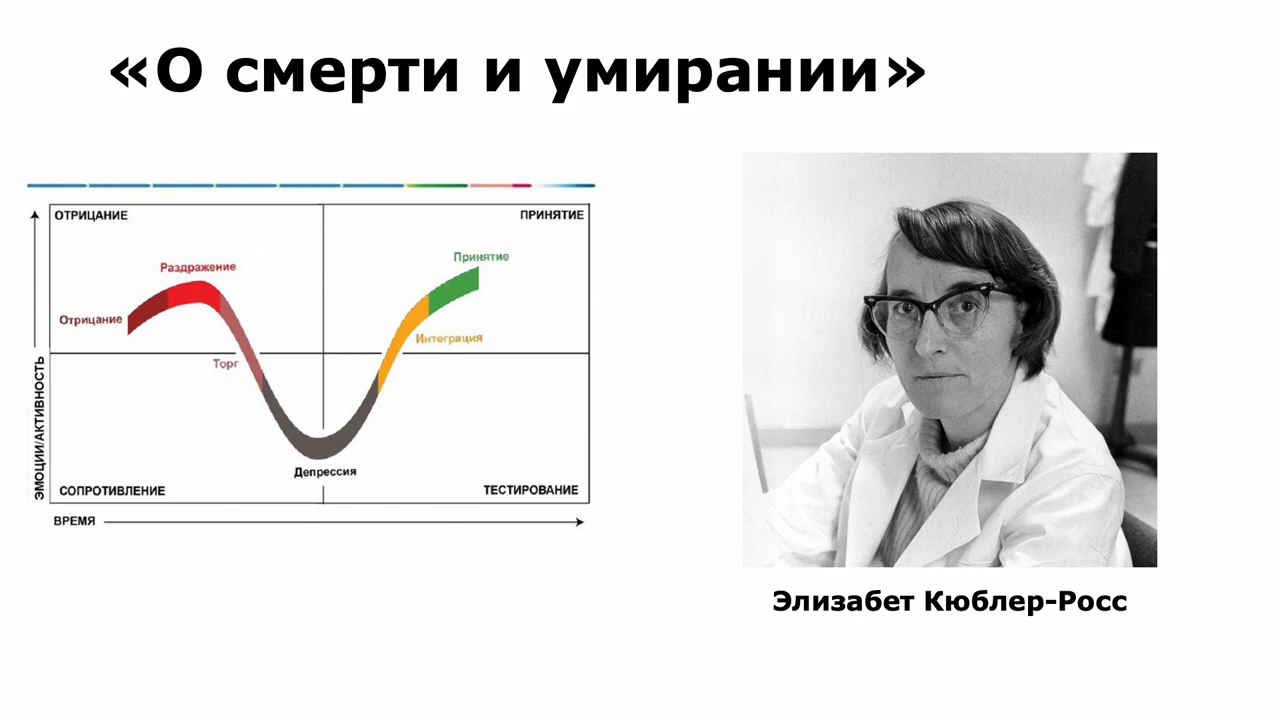 «О смерти и умирании»
ОТРИЦАНИЕ
ПРИНЯТИЕ
Принятие
Раздражение
Отрицание
Интеграция
Торг
ЭМОЦИИ/АКТИВНОСТЬ
Депрессия
СОПРОТИВЛЕНИЕ
ТЕСТИРОВАНИЕ
ВРЕМЯ
Элизабет Кюблер-Росс